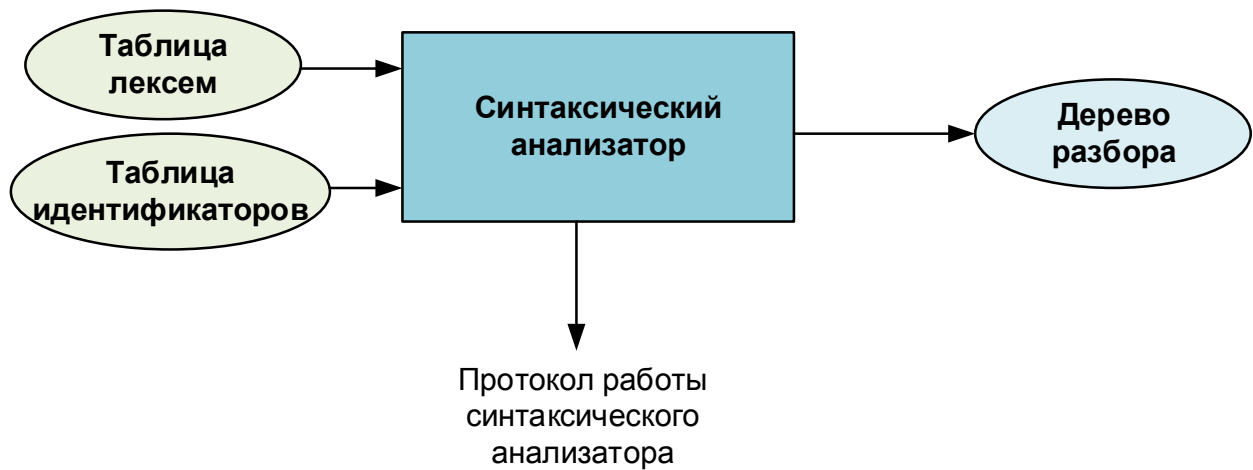 Таблица
лексем
Таблица
идентификаторов
Синтаксический
анализатор
Дерево
разбора
Протокол работы
синтаксического
анализатора